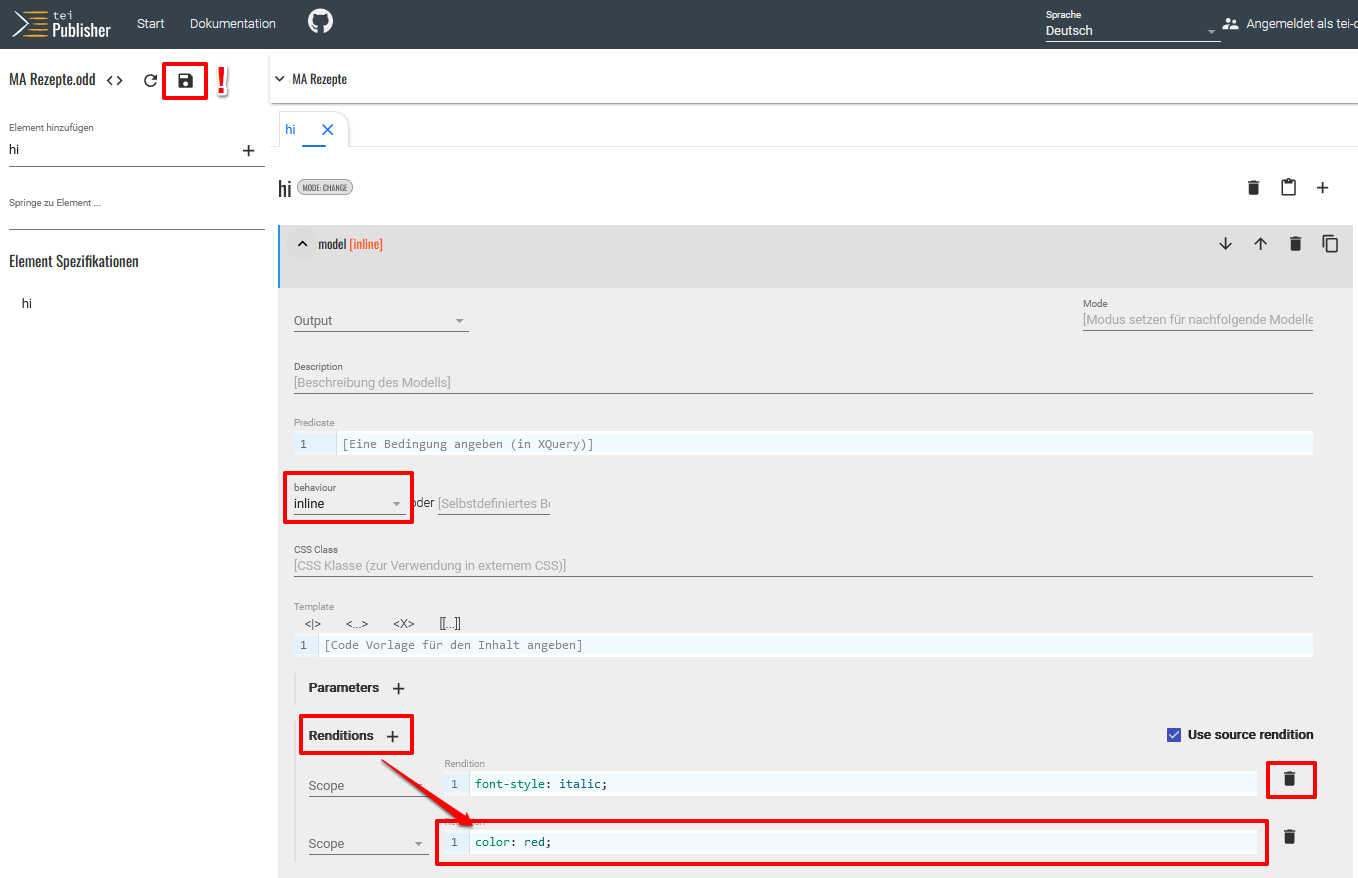 tei
Publisher
Start
Dokumentation
Sprache
Deutsch
Angemeldet als tei-
MA Rezepte.odd
<>
!
MA Rezepte
Element hinzufügen
hi
Springe zu Element ...
Element Spezifikationen
hi
hi
hi
MODE: CHANGE
model [inline]
Output
Mode
[Modus setzen für nachfolgende Modelle
Description
[Beschreibung des Modells]
Predicate
1 [Eine Bedingung angeben (in XQuery)]
behaviour
inline
oder
[Selbstdefiniertes Be
CSS Class
[CSS Klasse (zur Verwendung in externem CSS)]
Template
<|> <...> <X> [[...]]
1 [Code Vorlage für den Inhalt angeben]
Parameters +
Renditions +
Use source rendition
Scope
Rendition
1 font-style: italic;
Scope
Rendition
1 color: red;